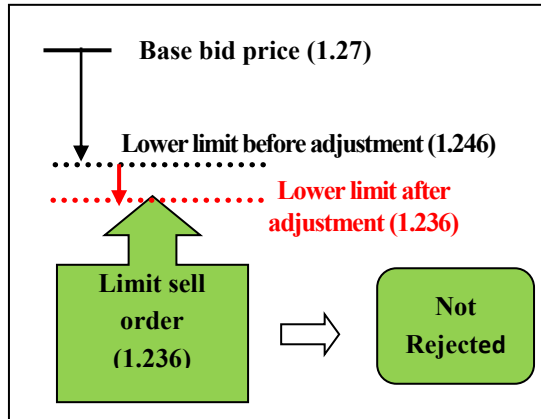 Base bid price (1.27)
Lower limit before adjustment (1.246)
Lower limit after
adjustment (1.236)
Limit sell
order
(1.236)
Not
Rejected